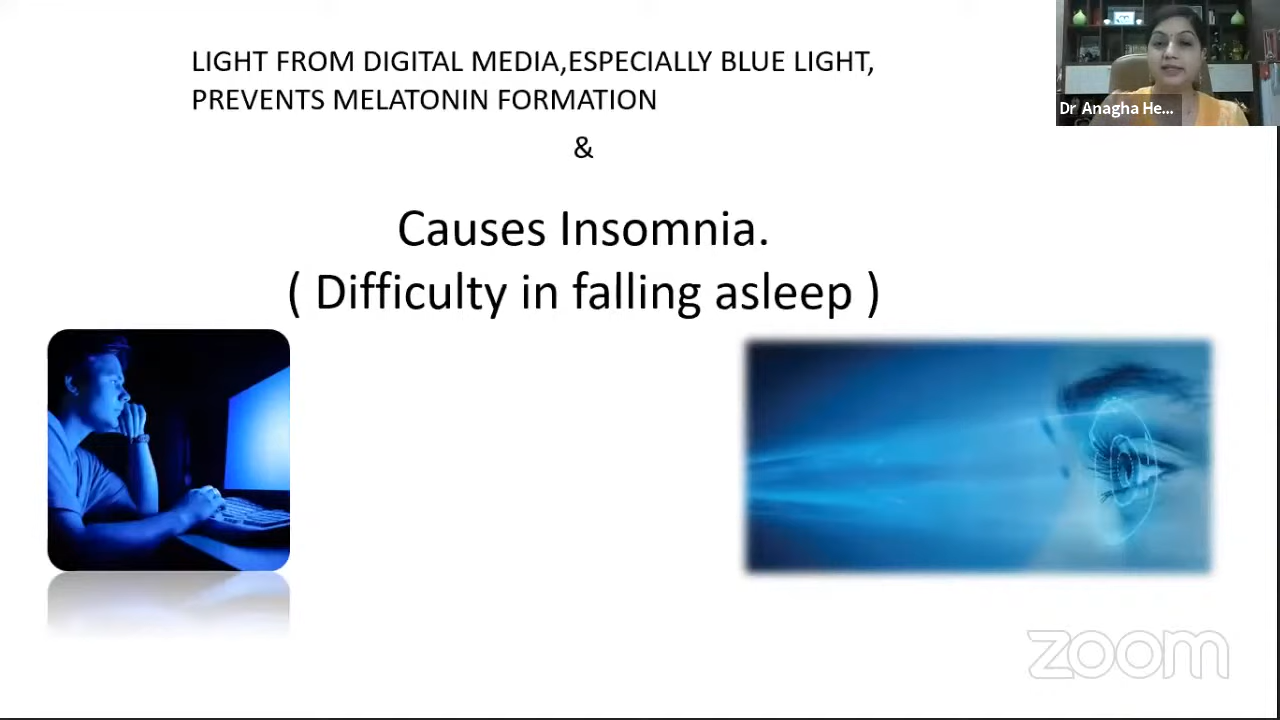 LIGHT FROM DIGITAL MEDIA,ESPECIALLY BLUE LIGHT,
PREVENTS MELATONIN FORMATION
&
Causes Insomnia.
( Difficulty in falling asleep )
Dr Anagha He...
zoom